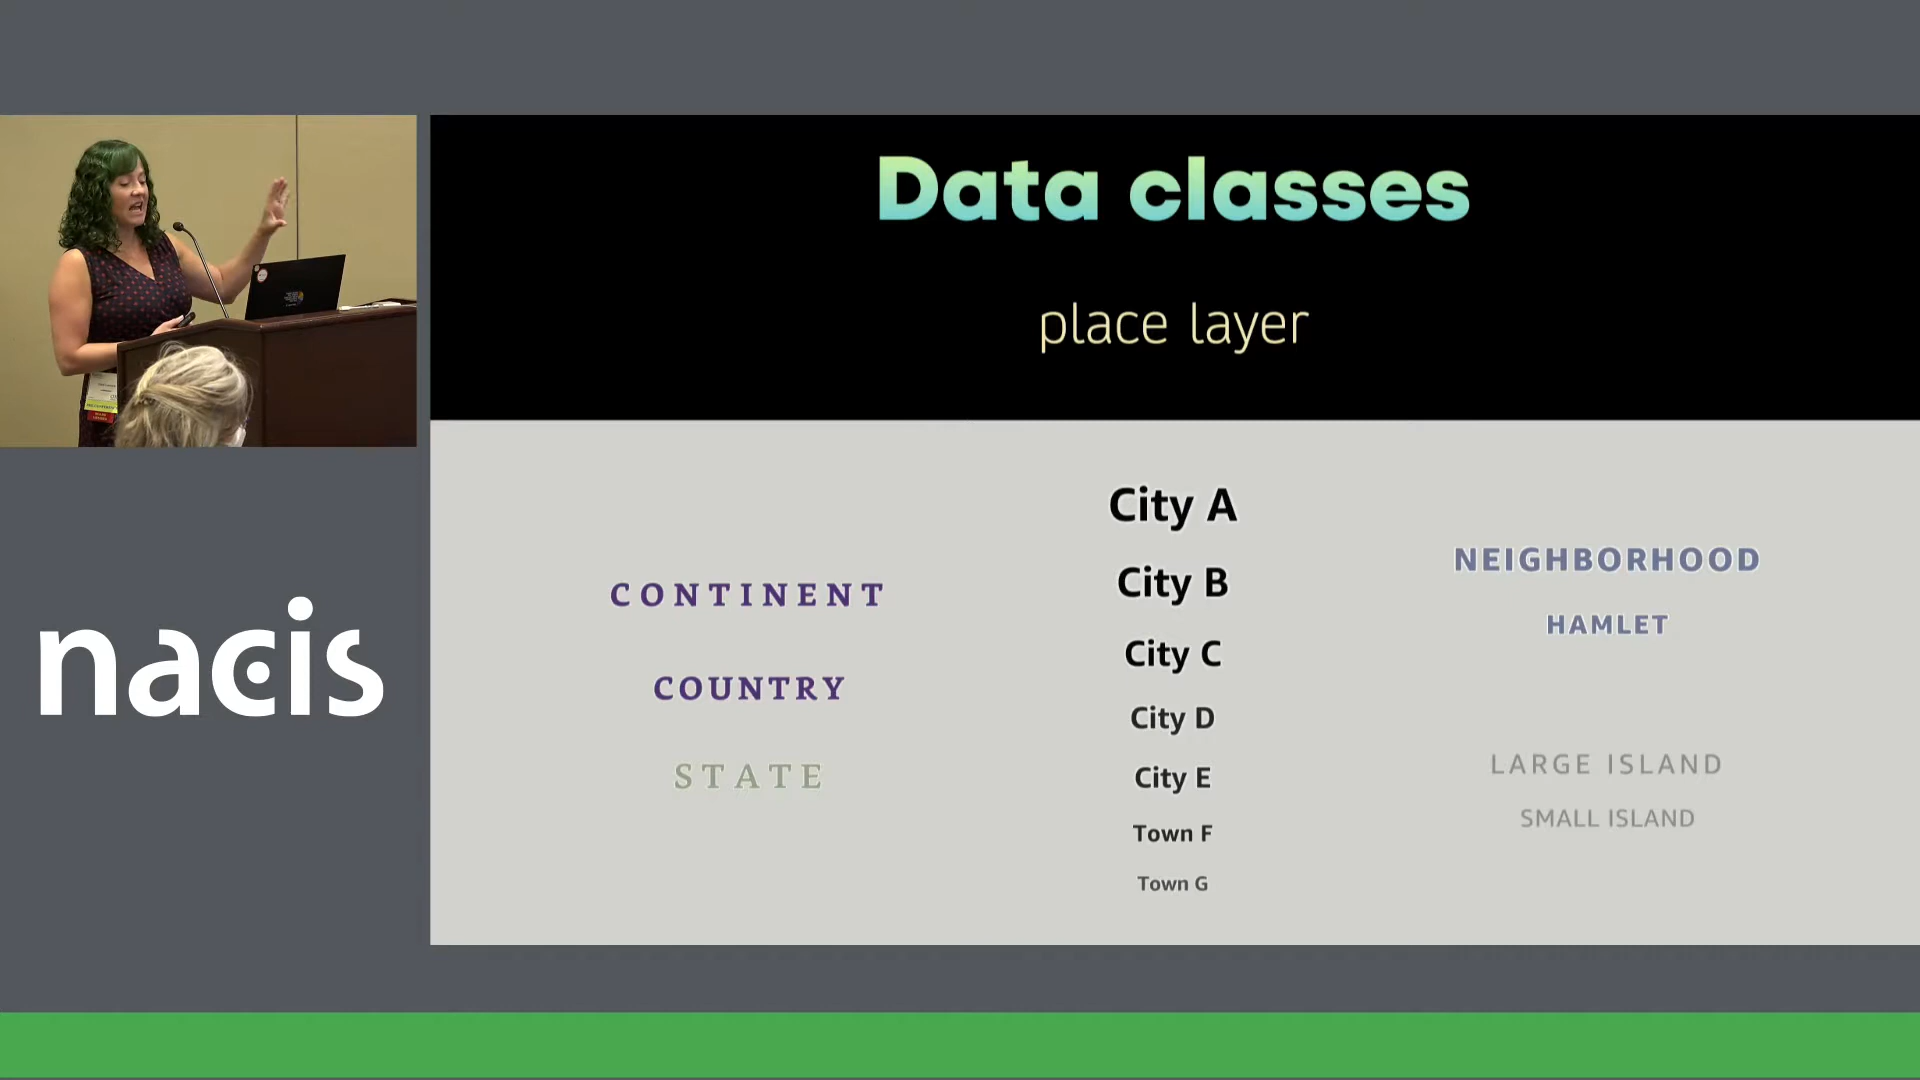 Data classes
place layer
CONTINENT
COUNTRY
STATE
City A
City B
City C
City D
City E
Town F
Town G
NEIGHBORHOOD
HAMLET
LARGE ISLAND
SMALL ISLAND
nacis